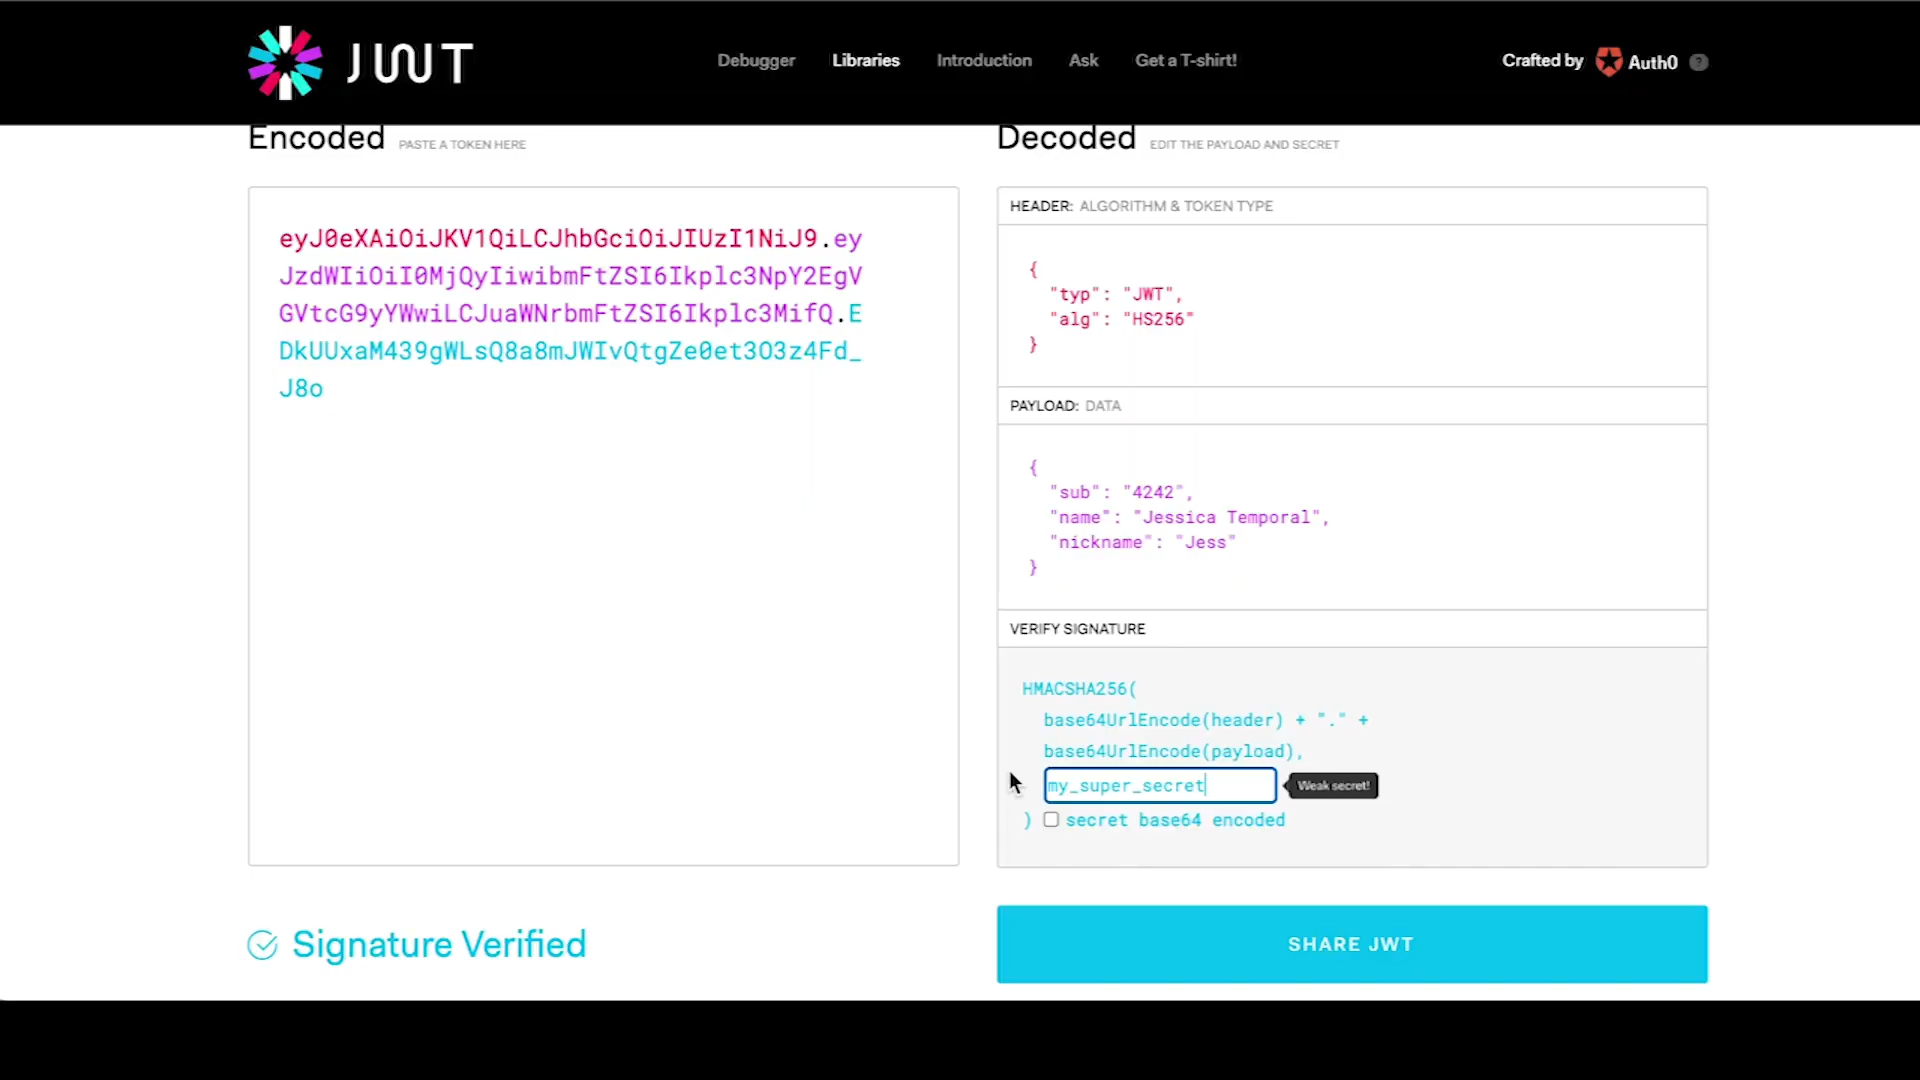 JWT
Debugger
Libraries
Introduction
Ask
Get a T-shirt!
Crafted by
Auth0
?
Encoded PASTE A TOKEN HERE
eyJ0eXAiOiJKV1QiLCJhbGciOiJIUzI1NiJ9.ey
JzdWIiOiI0MjQyIiwibmFtZSI6Ikplc3NpY2EgV
GVtcG9yYWwiLCJuaWNrbmFtZSI6Ikplc3MifQ.E
DkUUxaM439gWLsQ8a8mJWIvQtgZe0et3O3z4Fd_
J8o
Decoded EDIT THE PAYLOAD AND SECRET
HEADER: ALGORITHM & TOKEN TYPE
{
"typ": "JWT",
"alg": "HS256"
}
PAYLOAD: DATA
{
"sub": "4242",
"name": "Jessica Temporal",
"nickname": "Jess"
}
VERIFY SIGNATURE
HMACSHA256(
base64UrlEncode(header) + "." +
base64UrlEncode(payload),
my_super_secret
Weak secret!
) secret base64 encoded
Signature Verified
SHARE JWT